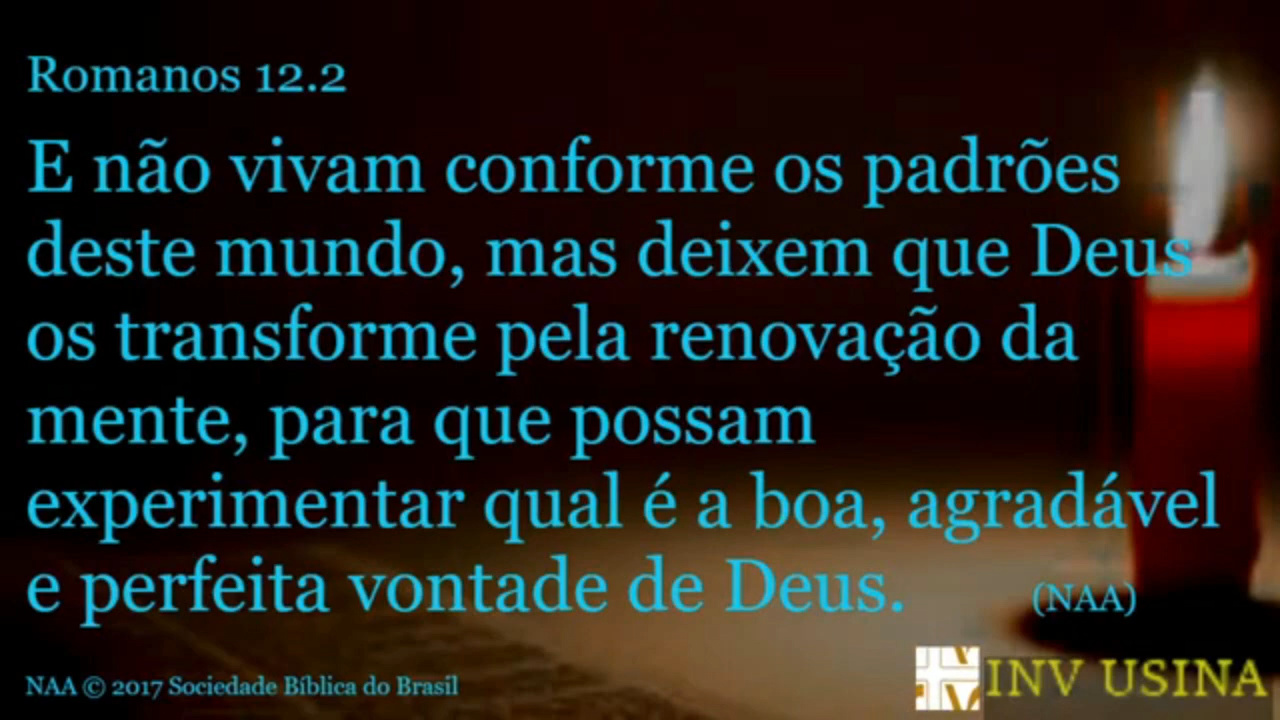 Romanos 12.2
E não vivam conforme os padrões
deste mundo, mas deixem que Deus
os transforme pela renovação da
mente, para que possam
experimentar qual é a boa, agradável
e perfeita vontade de Deus. (NAA)
NAA © 2017 Sociedade Bíblica do Brasil
INV USINA